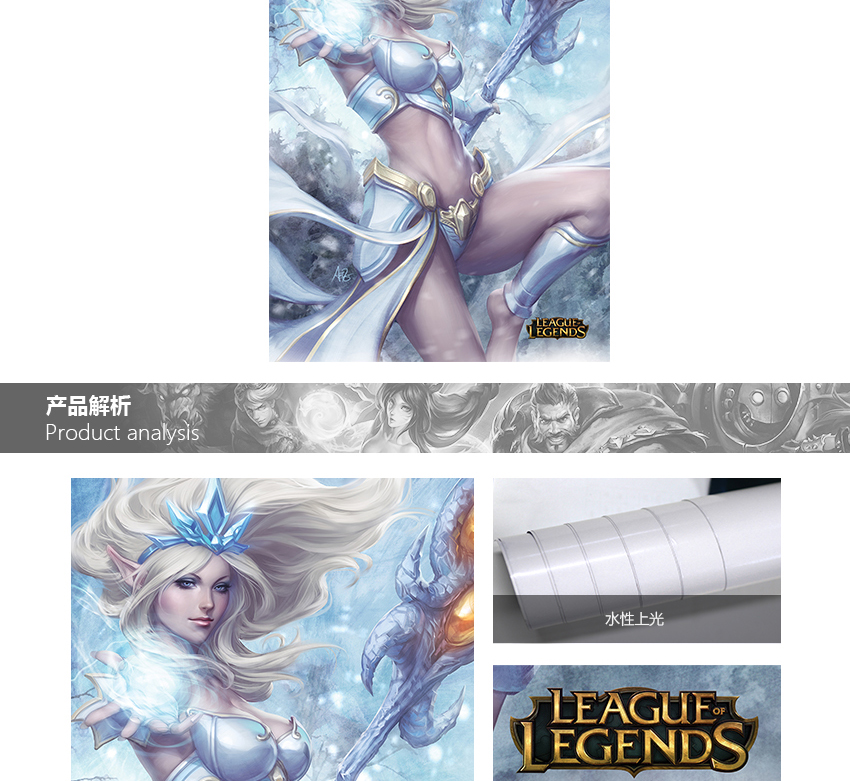 LEAGUE OF
LEGENDS
产品解析
Product analysis
水性上光
LEAGUE OF
LEGENDS